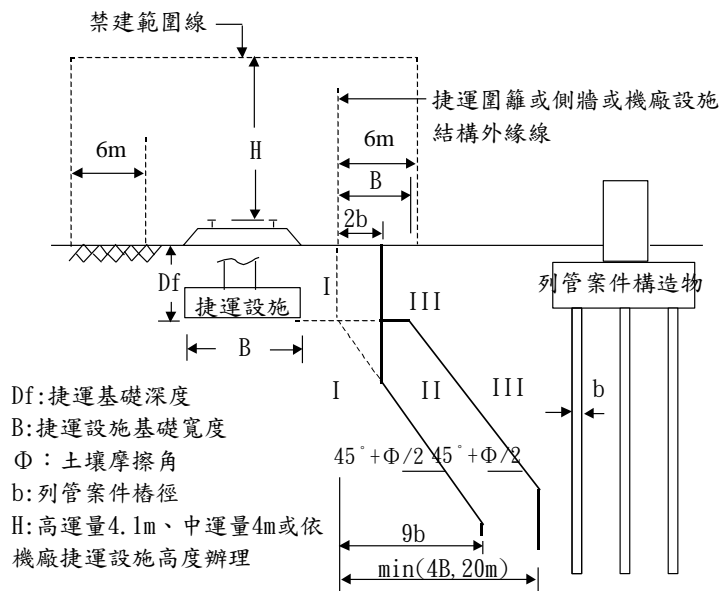 禁建範圍線
捷運圍籬或側牆或機廠設施
結構外緣線
6m
H
6m
B
2b
Df
I
III
捷運設施
列管案件構造物
B
I
II
III
b
Df:捷運基礎深度
B:捷運設施基礎寬度
Φ：土壤摩擦角
b:列管案件樁徑
H:高運量4.1m、中運量4m或依
機廠捷運設施高度辦理
45°+Φ/2 45°+Φ/2
9b
min(4B,20m)